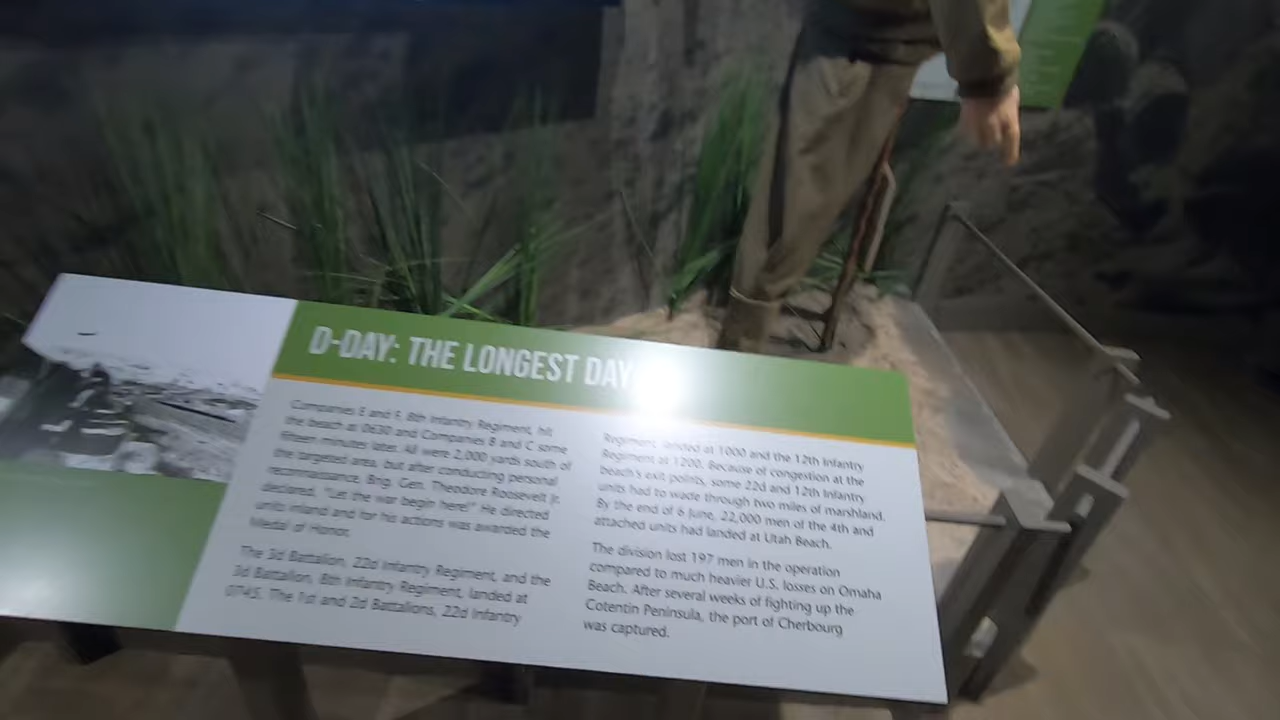 D-DAY: THE LONGEST DAY
Companies E and F, 8th Infantry Regiment, hit
the beach at 0630 and Companies B and C some
fifteen minutes later. All were 2,000 yards south of
the targeted area, but after conducting personal
reconnaissance, Brig. Gen. Theodore Roosevelt Jr.
declared, "Let the war begin here!" He directed
units inland and for his actions was awarded the
Medal of Honor.
The 3d Battalion, 22d Infantry Regiment, and the
3d Battalion, 8th Infantry Regiment, landed at
0745. The 1st and 2d Battalions, 22d Infantry
Regiment, landed at 1000 and the 12th Infantry
Regiment at 1200. Because of congestion at the
beach's exit points, some 22d and 12th Infantry
units had to wade through two miles of marshland.
By the end of 6 June, 22,000 men of the 4th and
attached units had landed at Utah Beach.
The division lost 197 men in the operation
compared to much heavier U.S. losses on Omaha
Beach. After several weeks of fighting up the
Cotentin Peninsula, the port of Cherbourg
was captured.